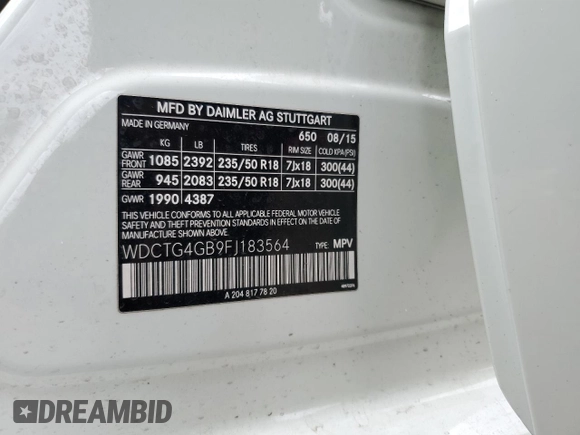 MFD BY DAIMLER AG STUTTGART
MADE IN GERMANY 650 08/15
KG LB TIRES RIM SIZE COLD KPA(PSI)
GAWR FRONT 1085 2392 235/50 R18 7Jx18 300(44)
GAWR REAR 945 2083 235/50 R18 7Jx18 300(44)
GVWR 1990 4387
THIS VEHICLE CONFORMS TO ALL APPLICABLE FEDERAL MOTOR VEHICLE
SAFETY AND THEFT PREVENTION STANDARDS IN EFFECT ON THE DATE OF
MANUFACTURE SHOWN ABOVE.
WDCTG4GB9FJ183564 TYPE: MPV
A 204 817 78 20
DREAMBID